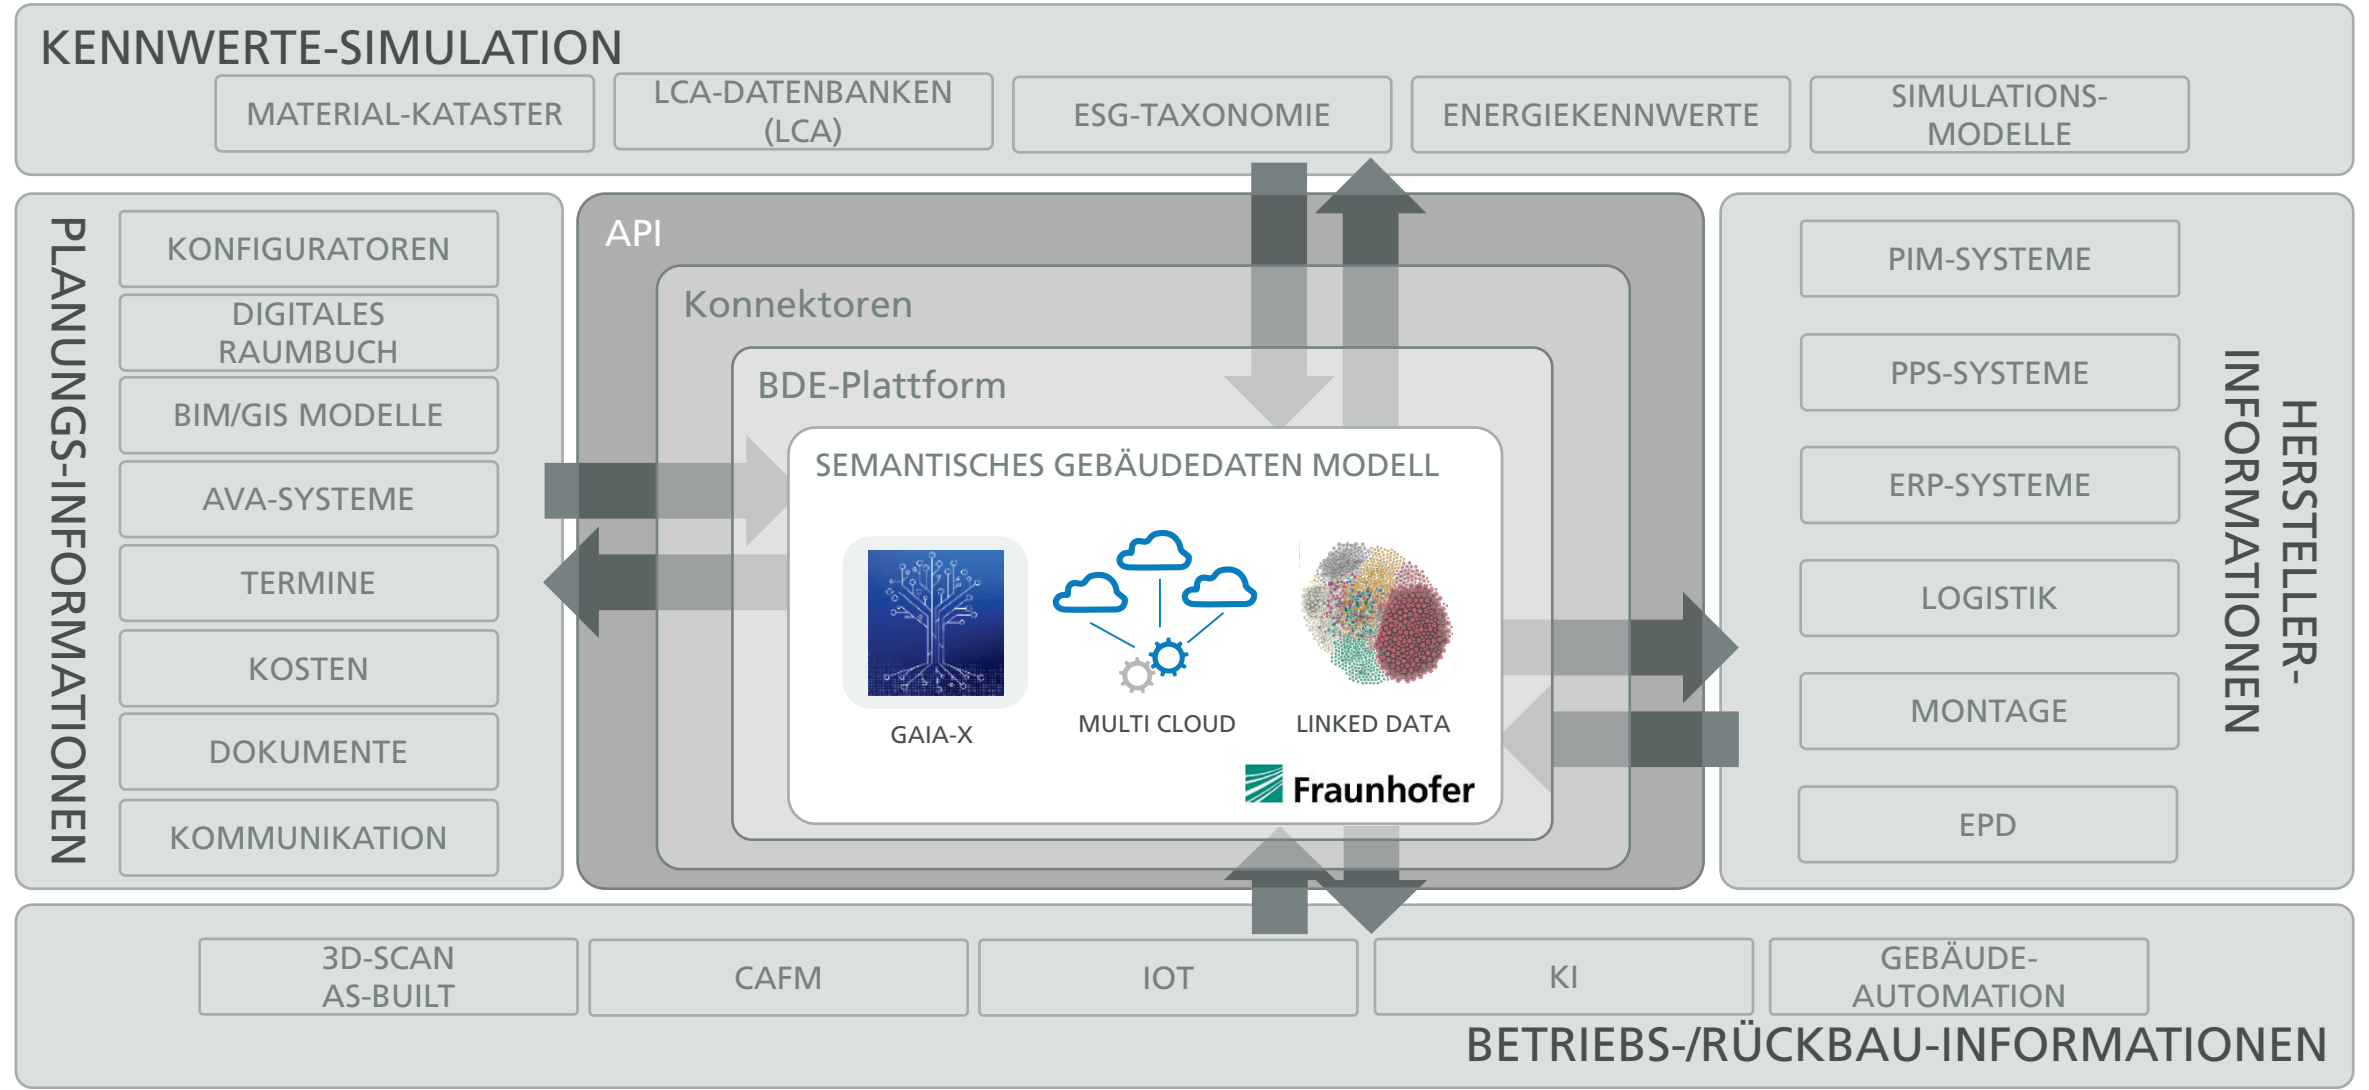 KENNWERTE-SIMULATION
MATERIAL-KATASTER
LCA-DATENBANKEN
(LCA)
ESG-TAXONOMIE
ENERGIEKENNWERTE
SIMULATIONS-
MODELLE
PLANUNGS-INFORMATIONEN
KONFIGURATOREN
DIGITALES
RAUMBUCH
BIM/GIS MODELLE
AVA-SYSTEME
TERMINE
KOSTEN
DOKUMENTE
KOMMUNIKATION
API
Konnektoren
BDE-Plattform
SEMANTISCHES GEBÄUDEDATEN MODELL
GAIA-X
MULTI CLOUD
LINKED DATA
Fraunhofer
PIM-SYSTEME
PPS-SYSTEME
ERP-SYSTEME
LOGISTIK
MONTAGE
EPD
HERSTELLER-
INFORMATIONEN
3D-SCAN
AS-BUILT
CAFM
IOT
KI
GEBÄUDE-
AUTOMATION
BETRIEBS-/RÜCKBAU-INFORMATIONEN